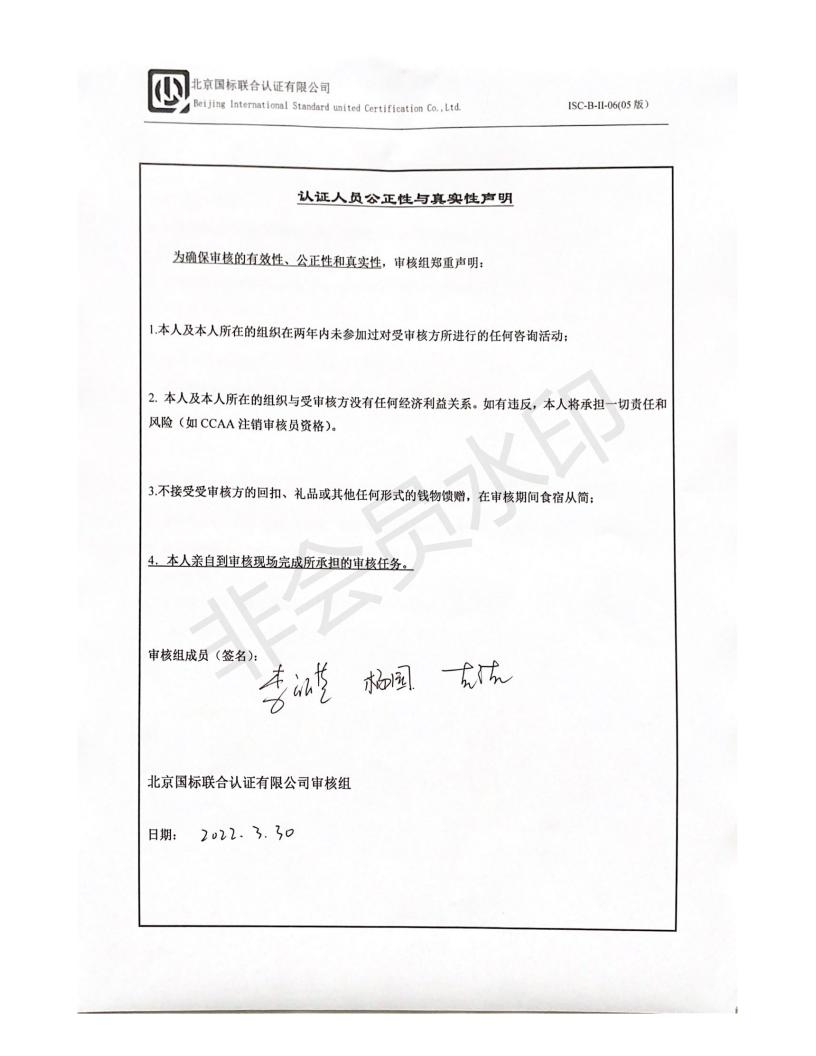 北京国标联合认证有限公司
Beijing International Standard united Certification Co.,Ltd.
ISC-B-II-06(05 版)
认证人员公正性与真实性声明
为确保审核的有效性、公正性和真实性，审核组郑重声明：
1.本人及本人所在的组织在两年内未参加过对受审核方所进行的任何咨询活动；
2. 本人及本人所在的组织与受审核方没有任何经济利益关系。如有违反，本人将承担一切责任和
风险（如 CCAA 注销审核员资格）。
3.不接受受审核方的回扣、礼品或其他任何形式的钱物馈赠，在审核期间食宿从简；
4．本人亲自到审核现场完成所承担的审核任务。
非会员水印
审核组成员（签名）：
杨园
北京国标联合认证有限公司审核组
日期： 2022.3.30